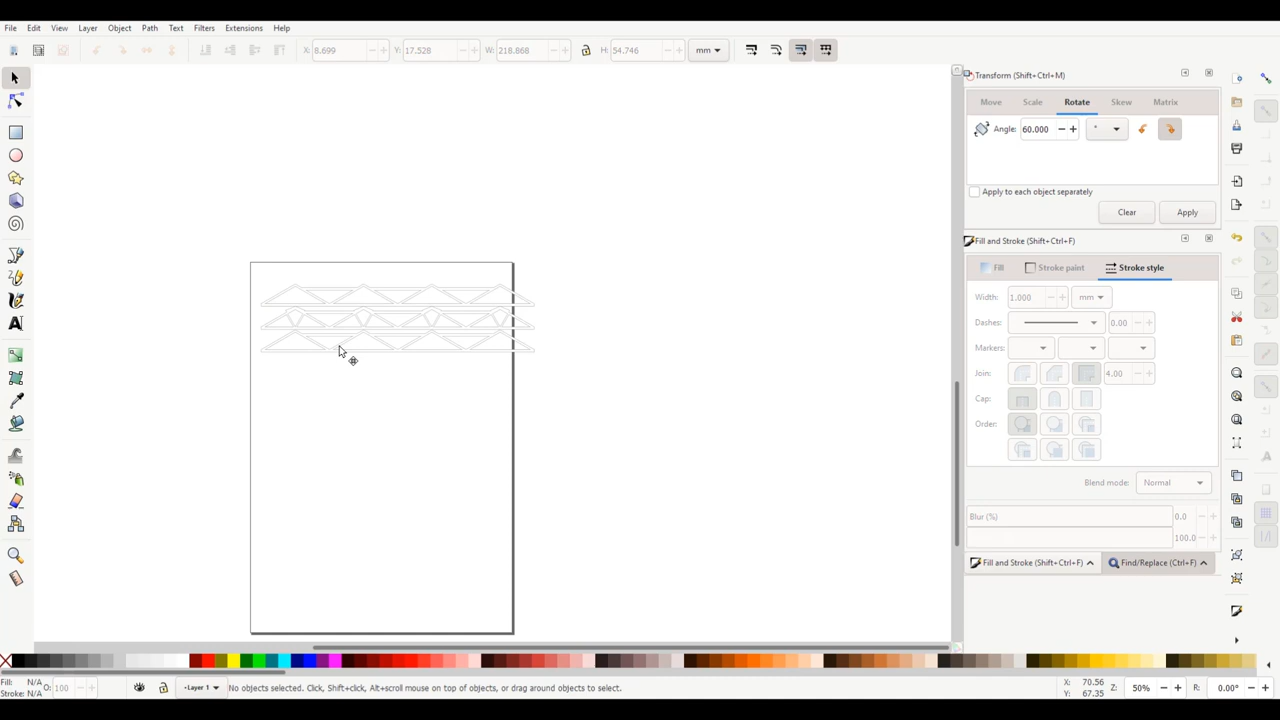 File Edit View Layer Object Path Text Filters Extensions Help
X: 8.699 Y: 17.528 W: 218.868 H: 54.746 mm
Transform (Shift+Ctrl+M)
Move Scale Rotate Skew Matrix
Angle: 60.000 °
Apply to each object separately
Clear Apply
Fill and Stroke (Shift+Ctrl+F)
Fill Stroke paint Stroke style
Width: 1.000 mm
Dashes: 0.00
Markers:
Join: 4.00
Cap:
Order:
Blend mode: Normal
Blur (%) 0.0
100.0
Fill and Stroke (Shift+Ctrl+F) Find/Replace (Ctrl+F)
Fill: N/A
Stroke: N/A
O: 100
Layer 1
No objects selected. Click, Shift+click, Alt+scroll mouse on top of objects, or drag around objects to select.
X: 70.56
Y: 67.35
Z: 50%
R: 0.00°